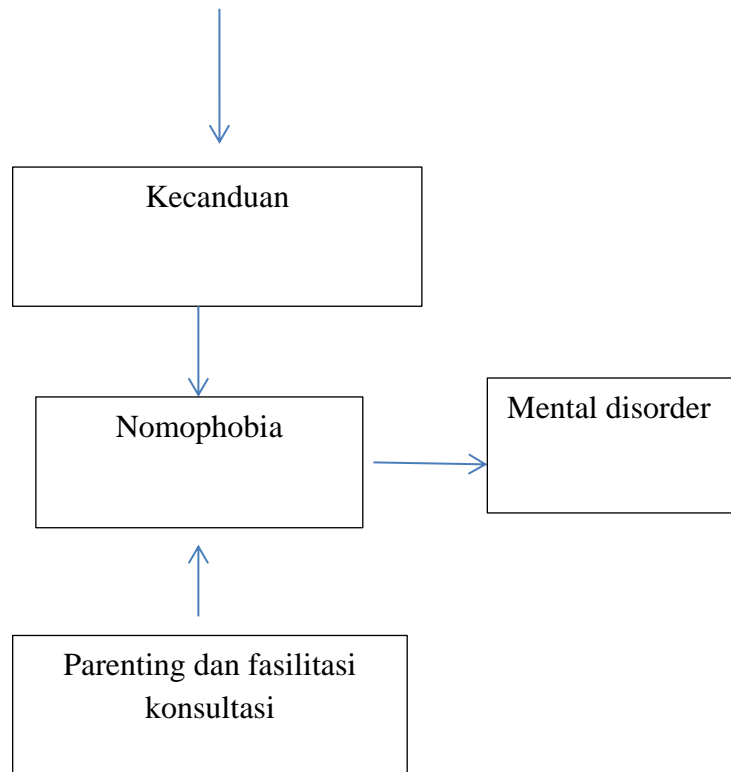 Kecanduan
Nomophobia
Mental disorder
Parenting dan fasilitasi
konsultasi